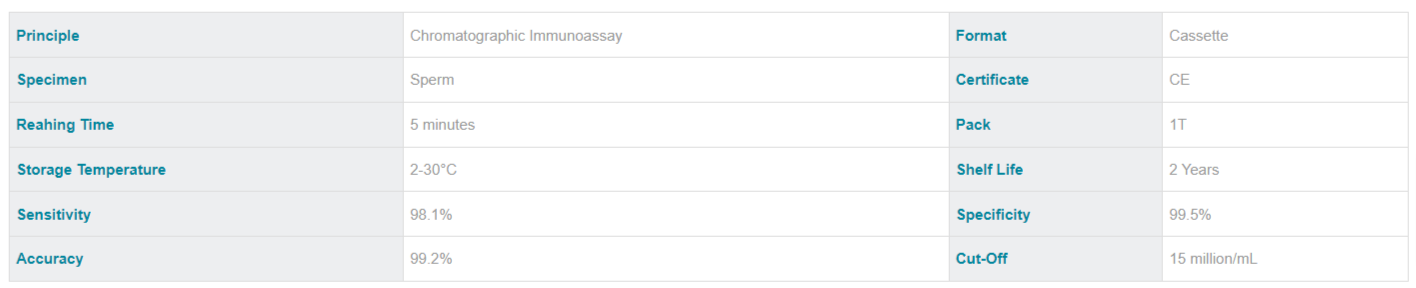 Principle Chromatographic Immunoassay Format Cassette
Specimen Sperm Certificate CE
Reahing Time 5 minutes Pack 1T
Storage Temperature 2-30°C Shelf Life 2 Years
Sensitivity 98.1% Specificity 99.5%
Accuracy 99.2% Cut-Off 15 million/mL